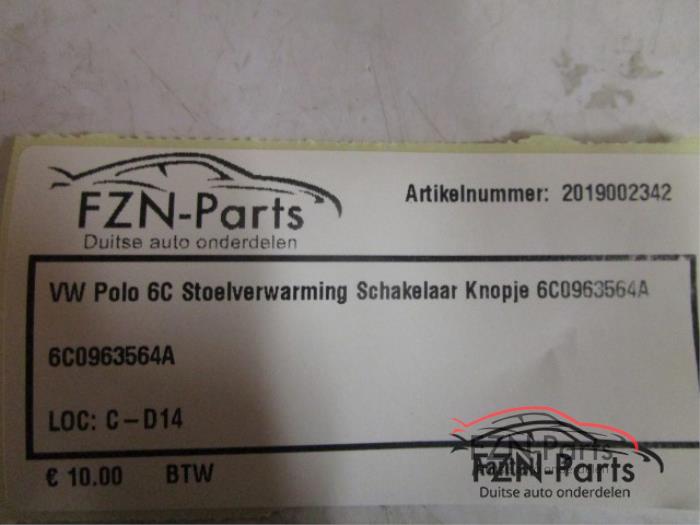 FZN-Parts
Duitse auto onderdelen
Artikelnummer: 2019002342
VW Polo 6C Stoelverwarming Schakelaar Knopje 6C0963564A
6C0963564A
LOC: C-D14
€ 10.00 BTW
FZN-Parts
Duitse auto onderdelen